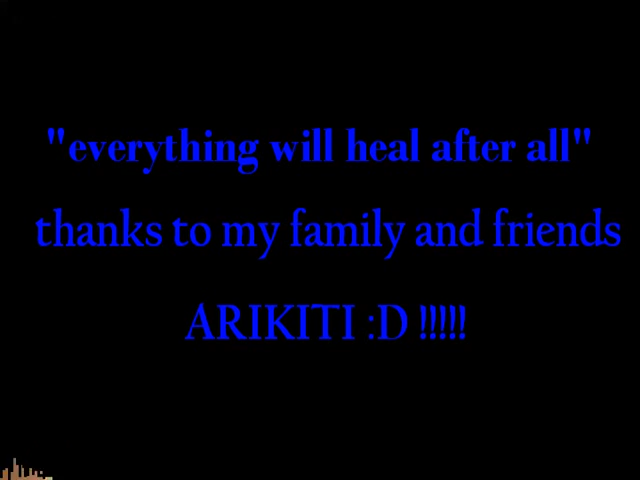 "everything will heal after all"
thanks to my family and friends
ARIKITI :D !!!!!